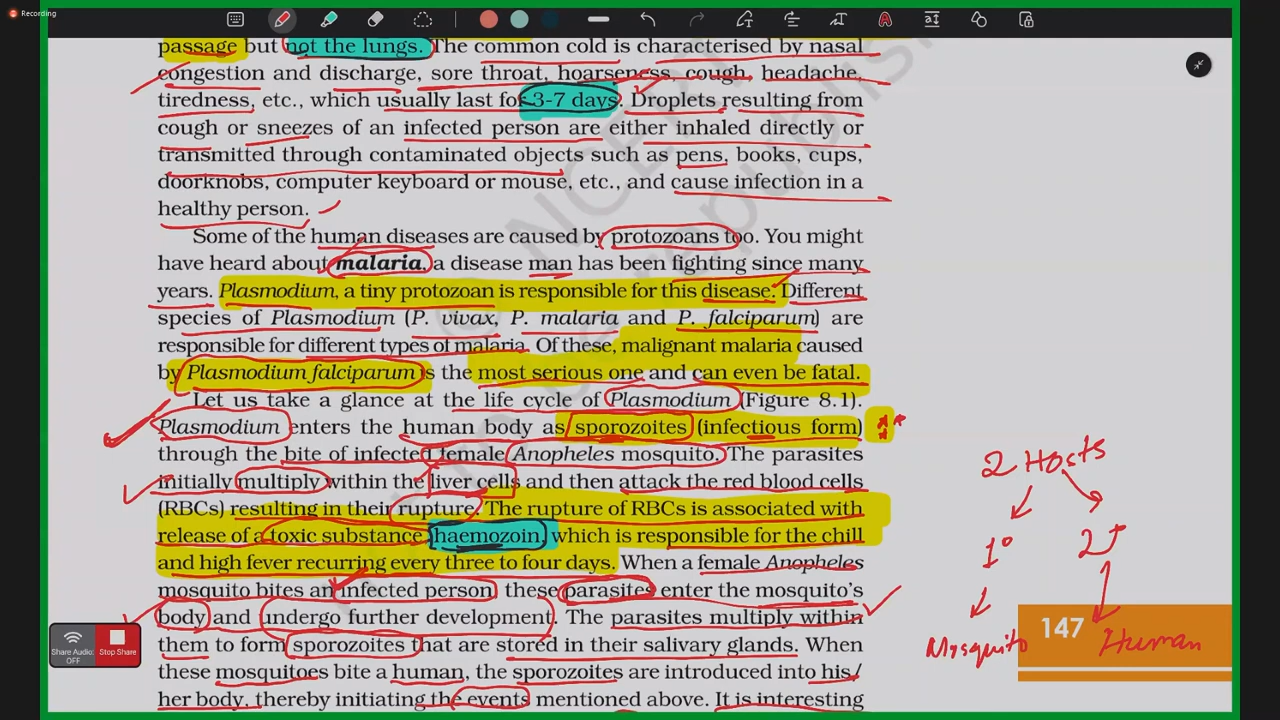 Recording
passage but not the lungs. The common cold is characterised by nasal
congestion and discharge, sore throat, hoarseness, cough, headache,
tiredness, etc., which usually last for 3-7 days. Droplets resulting from
cough or sneezes of an infected person are either inhaled directly or
transmitted through contaminated objects such as pens, books, cups,
doorknobs, computer keyboard or mouse, etc., and cause infection in a
healthy person.
Some of the human diseases are caused by protozoans too. You might
have heard about malaria, a disease man has been fighting since many
years. Plasmodium, a tiny protozoan is responsible for this disease. Different
species of Plasmodium (P. vivax, P. malaria and P. falciparum) are
responsible for different types of malaria. Of these, malignant malaria caused
by Plasmodium falciparum is the most serious one and can even be fatal.
Let us take a glance at the life cycle of Plasmodium (Figure 8.1).
Plasmodium enters the human body as sporozoites (infectious form)
through the bite of infected female Anopheles mosquito. The parasites
initially multiply within the liver cells and then attack the red blood cells
(RBCs) resulting in their rupture. The rupture of RBCs is associated with
release of a toxic substance, haemozoin, which is responsible for the chill
and high fever recurring every three to four days. When a female Anopheles
mosquito bites an infected person, these parasites enter the mosquito's
body and undergo further development. The parasites multiply within
them to form sporozoites that are stored in their salivary glands. When
these mosquitoes bite a human, the sporozoites are introduced into his/
her body, thereby initiating the events mentioned above. It is interesting
2 Hosts
1°
Mosquito
Human
147
Share Audio: OFF
Stop Share
© NCERT